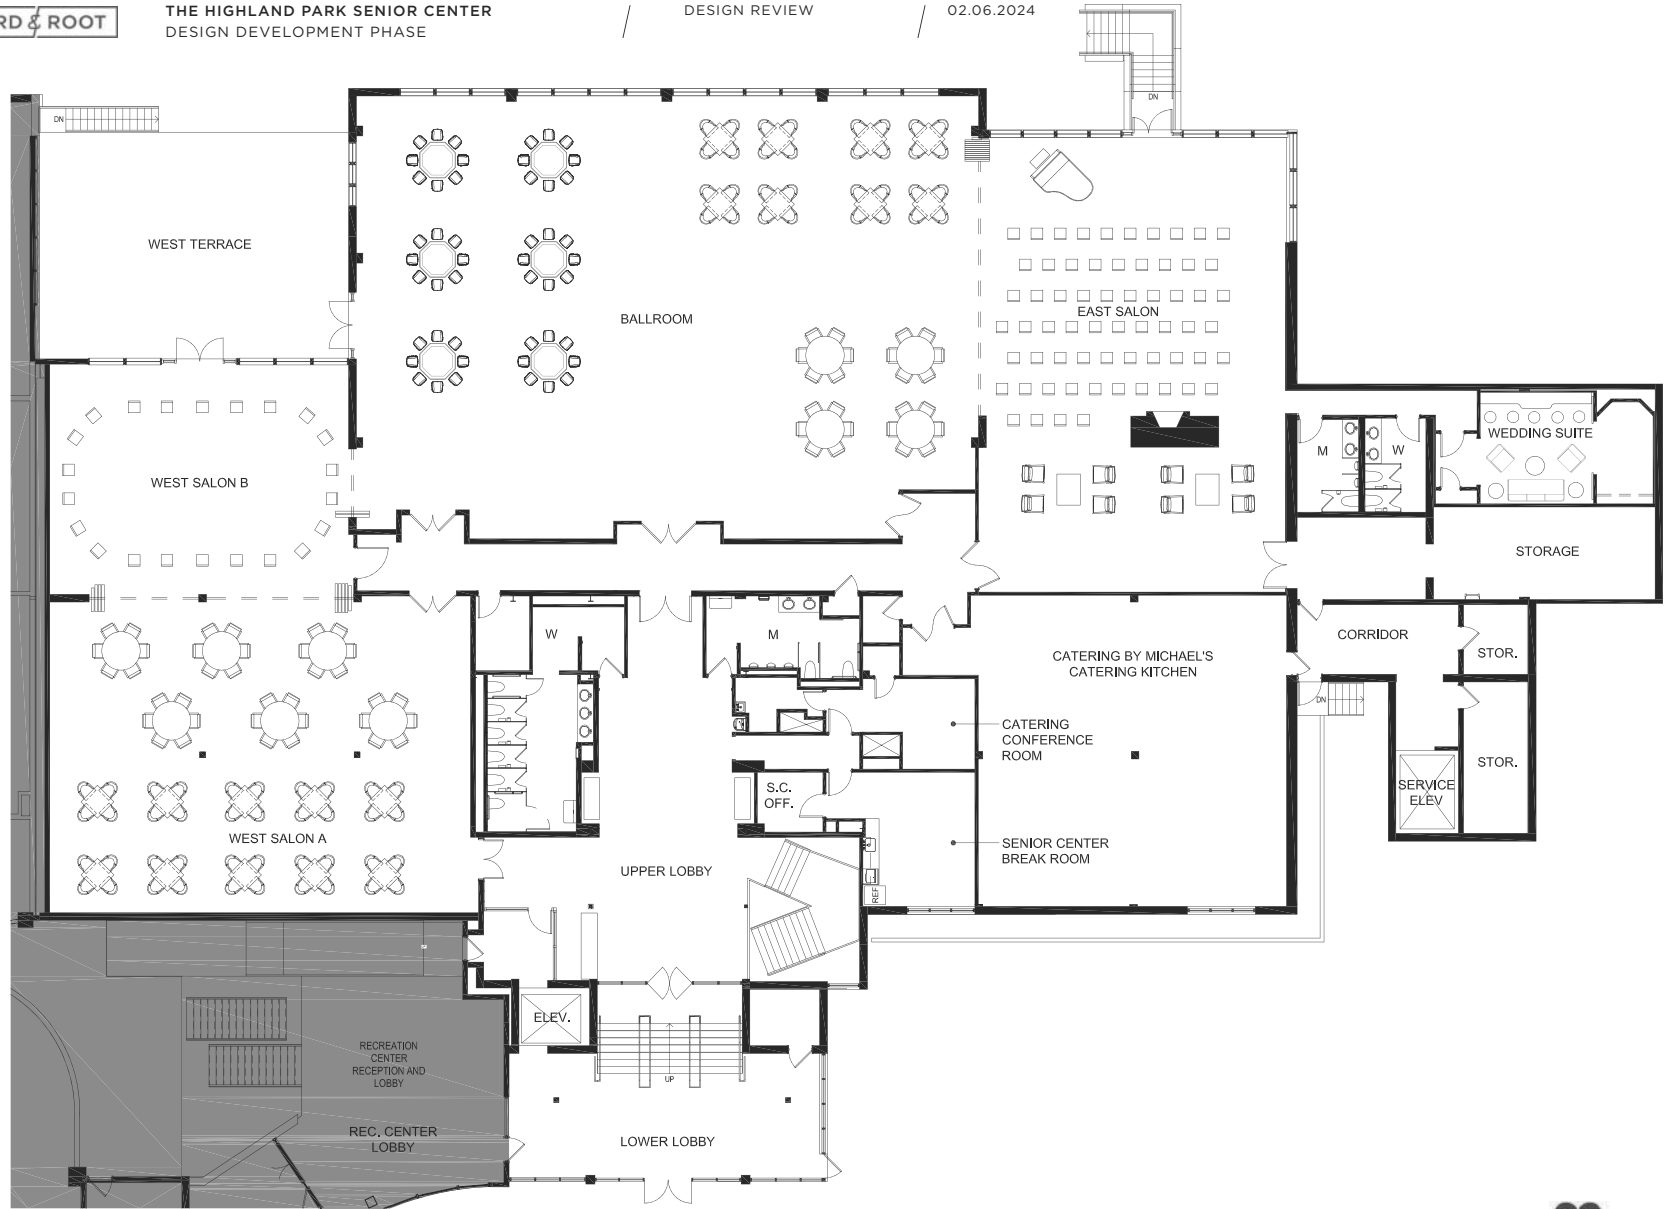 RD & ROOT
THE HIGHLAND PARK SENIOR CENTER
DESIGN DEVELOPMENT PHASE
DESIGN REVIEW
02.06.2024
DN
DN
WEST TERRACE
BALLROOM
EAST SALON
WEDDING SUITE
M
W
WEST SALON B
STORAGE
W
M
CORRIDOR
STOR.
CATERING BY MICHAEL'S
CATERING KITCHEN
DN
CATERING
CONFERENCE
ROOM
STOR.
S.C.
OFF.
SERVICE
ELEV
WEST SALON A
SENIOR CENTER
BREAK ROOM
UPPER LOBBY
REF
ELEV.
RECREATION
CENTER
RECEPTION AND
LOBBY
UP
REC. CENTER
LOBBY
LOWER LOBBY